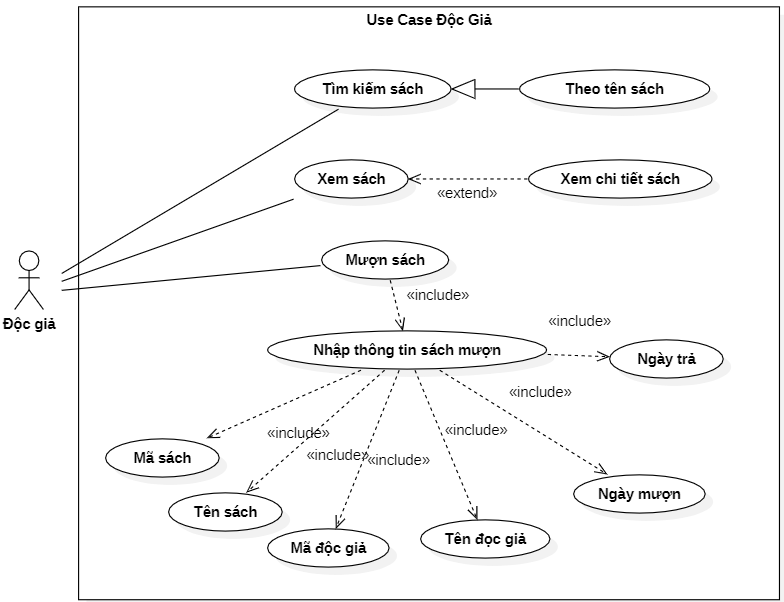 Use Case Độc Giả
Tìm kiếm sách
Theo tên sách
Xem sách
«extend»
Xem chi tiết sách
Mượn sách
«include»
Độc giả
«include»
Nhập thông tin sách mượn
Ngày trả
«include»
«include»
«include»
«include»
«include»
Mã sách
Ngày mượn
Tên sách
Mã độc giả
Tên đọc giả